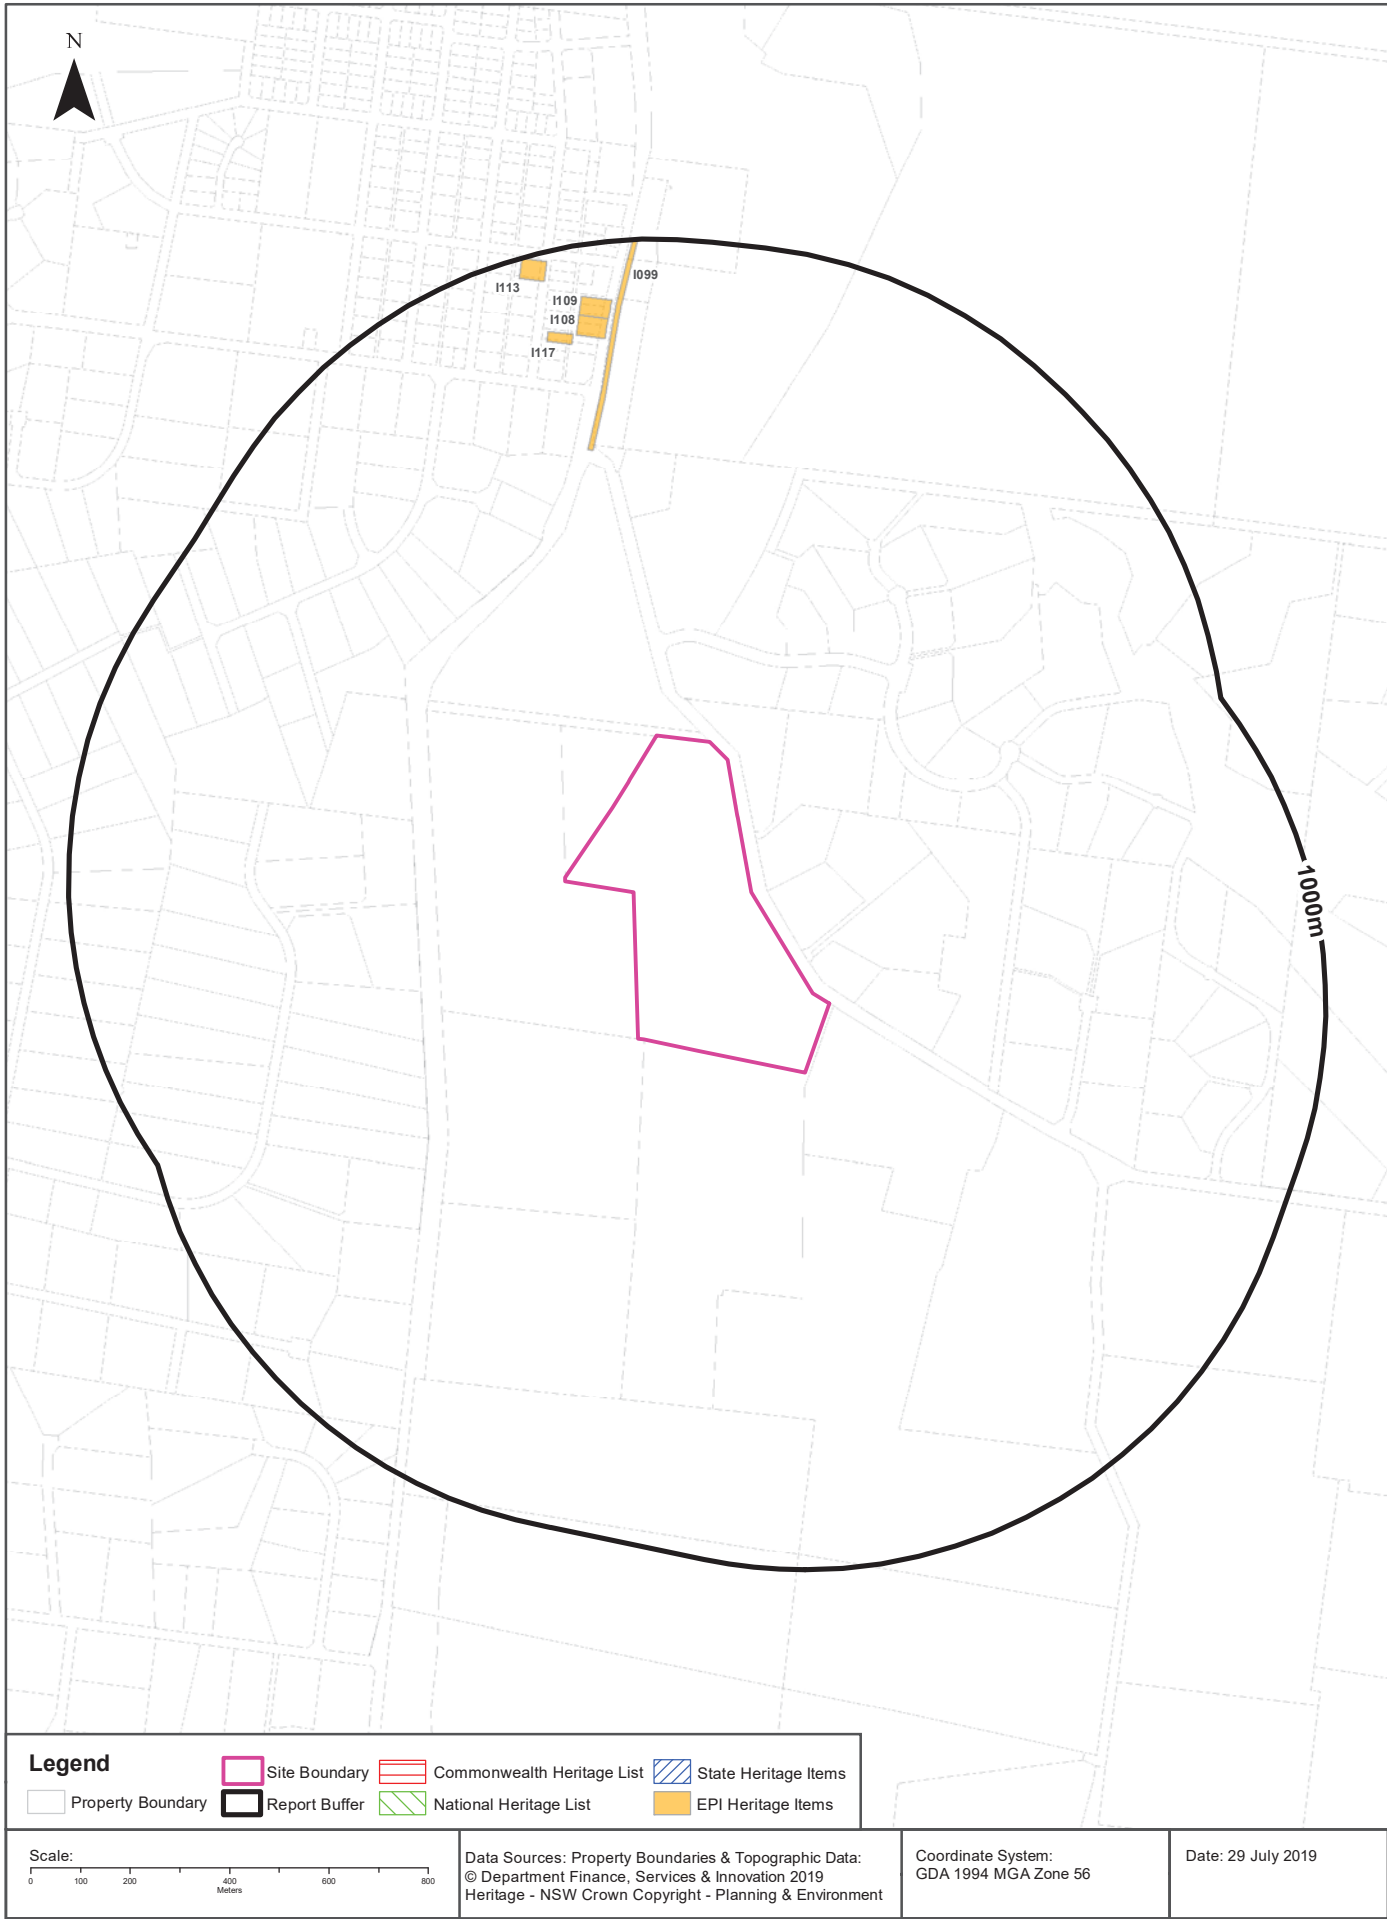 N
I099
I113
I109
I108
I117
1000m
Legend
Site Boundary
Commonwealth Heritage List
State Heritage Items
Property Boundary
Report Buffer
National Heritage List
EPI Heritage Items
Scale:
0 100 200 400 600 800
Meters
Data Sources: Property Boundaries & Topographic Data:
© Department Finance, Services & Innovation 2019
Heritage - NSW Crown Copyright - Planning & Environment
Coordinate System:
GDA 1994 MGA Zone 56
Date: 29 July 2019